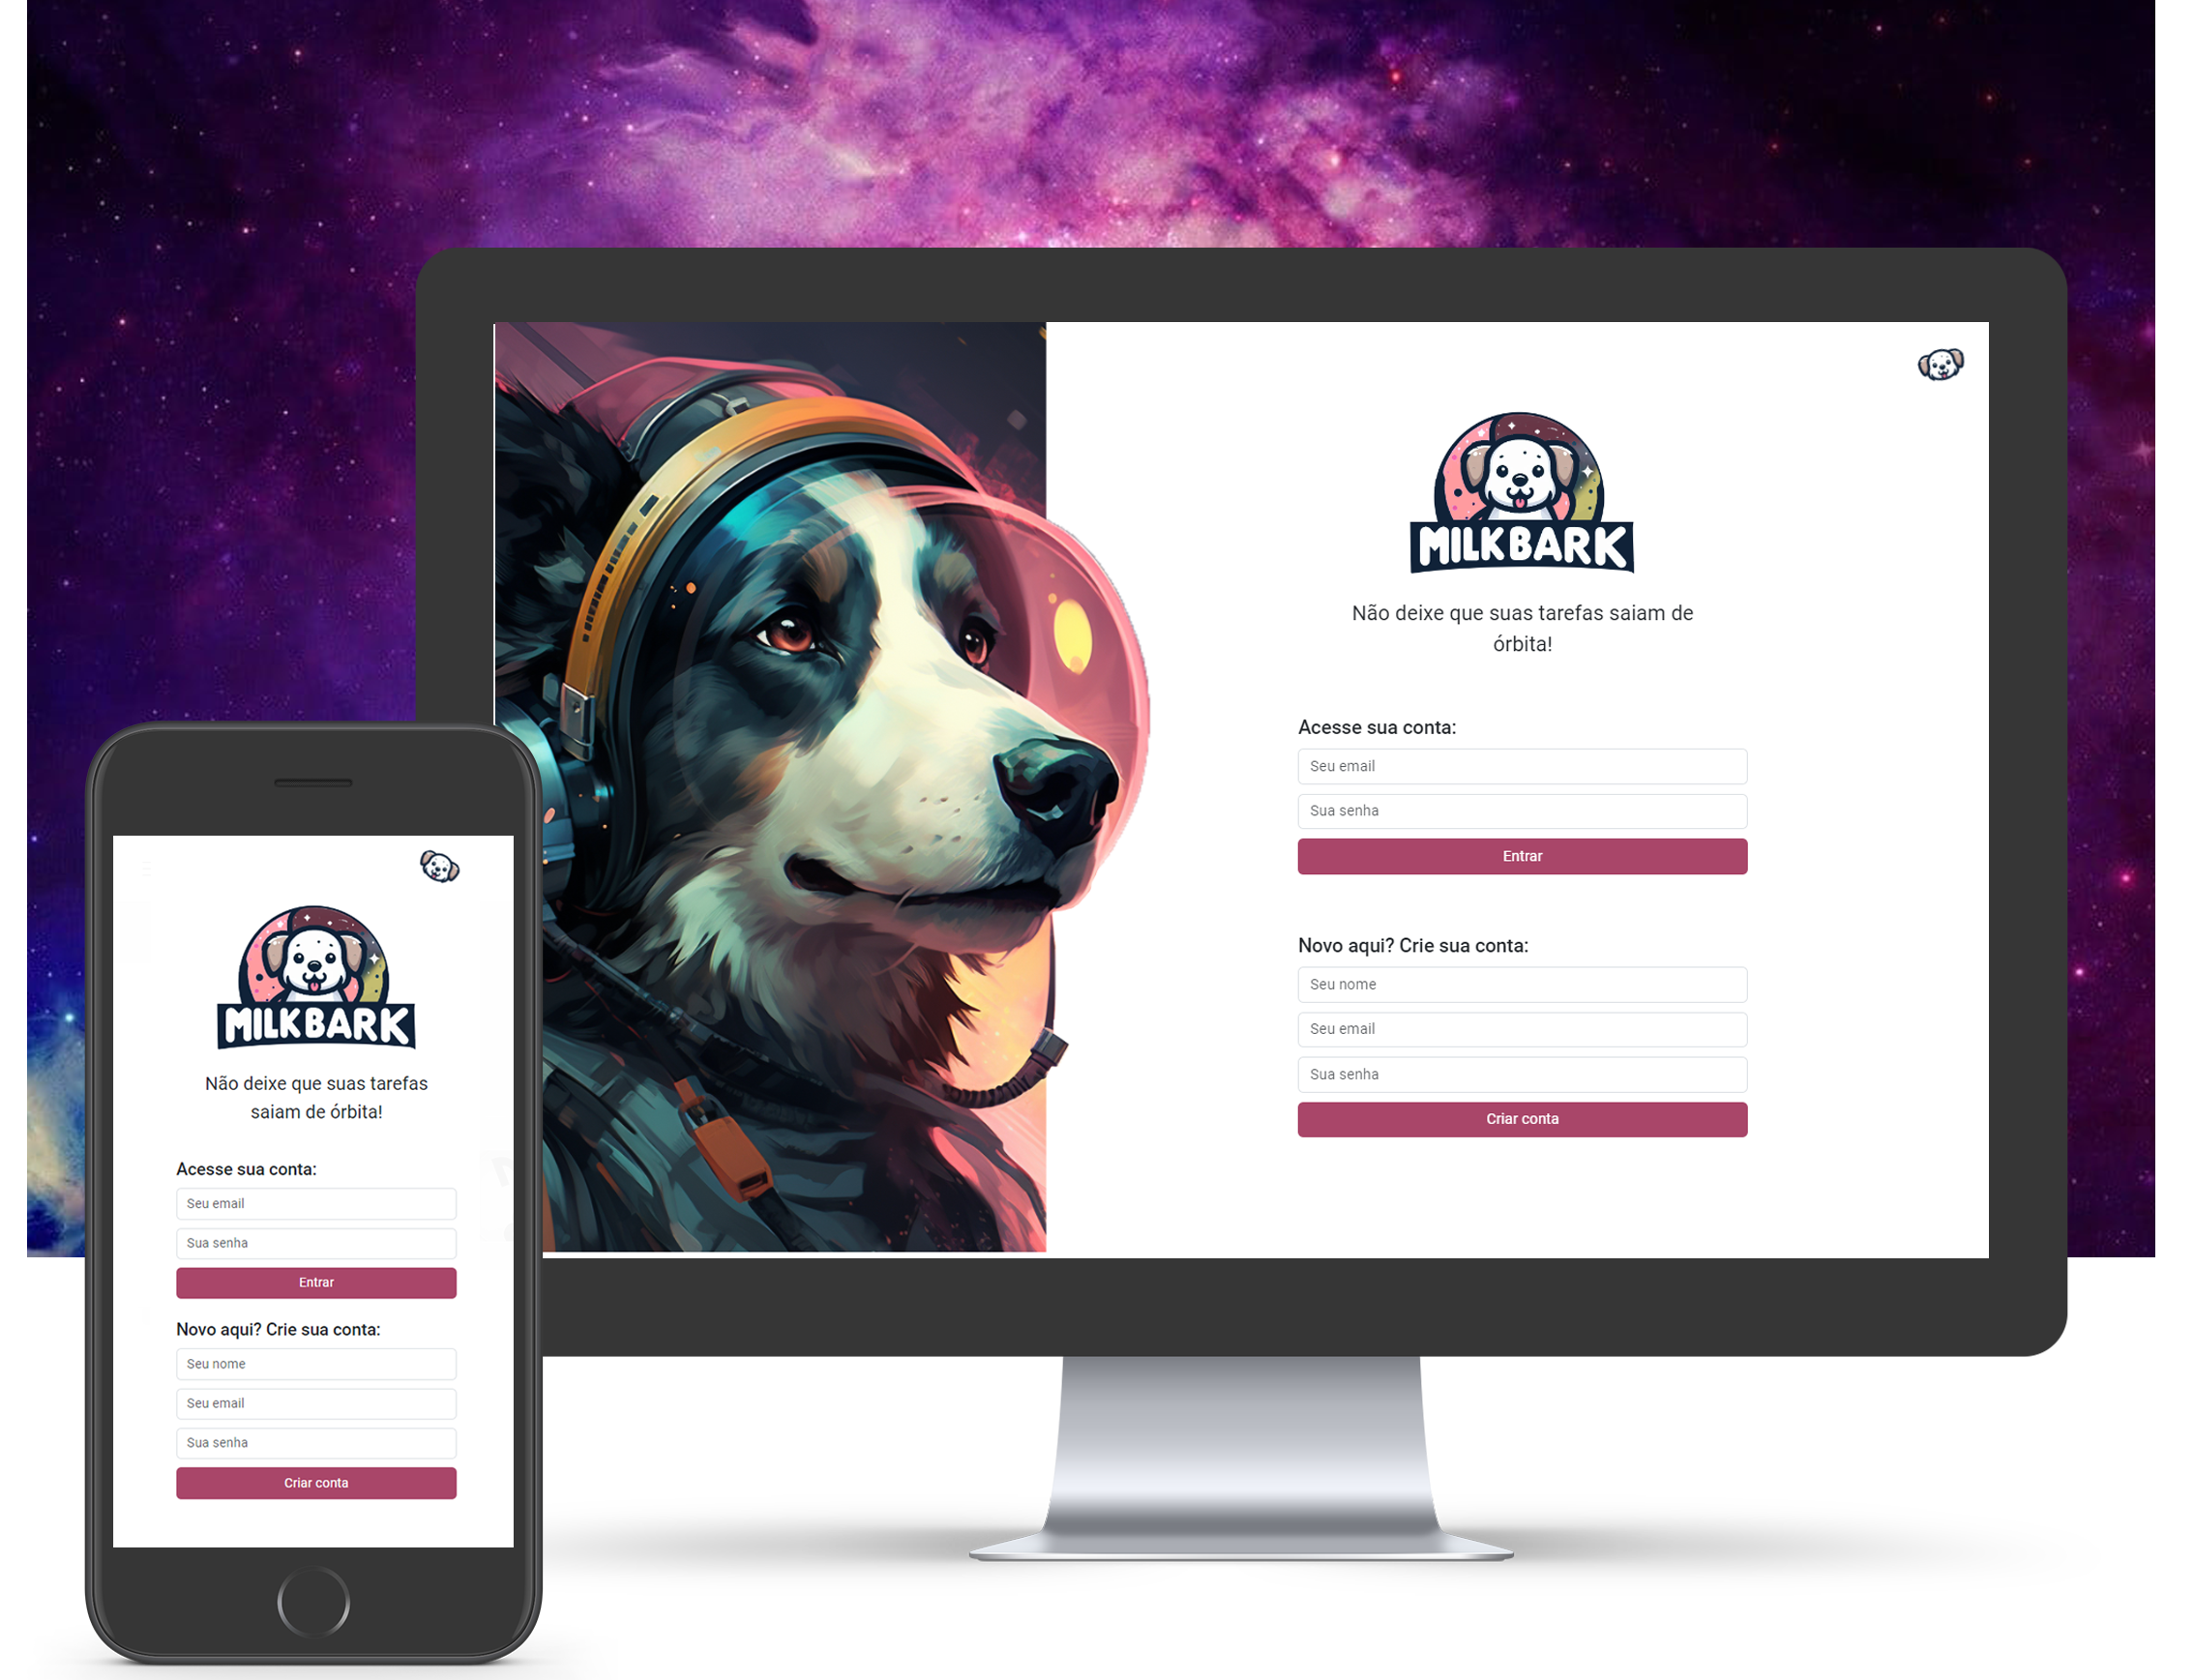 MILKBARK
Não deixe que suas tarefas saiam de
órbita!
Acesse sua conta:
Seu email
Sua senha
Entrar
Novo aqui? Crie sua conta:
Seu nome
Seu email
Sua senha
Criar conta
MILKBARK
Não deixe que suas tarefas
saiam de órbita!
Acesse sua conta:
Seu email
Sua senha
Entrar
Novo aqui? Crie sua conta:
Seu nome
Seu email
Sua senha
Criar conta